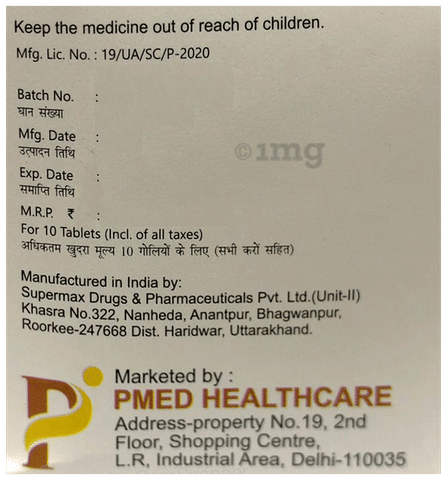 Keep the medicine out of reach of children.
Mfg. Lic. No. : 19/UA/SC/P-2020
Batch No. :
घान संख्या
Mfg. Date :
उत्पादन तिथि
©1mg
Exp. Date :
समाप्ति तिथि
M.R.P. ₹ :
For 10 Tablets (Incl. of all taxes)
अधिकतम खुदरा मूल्य 10 गोलियों के लिए (सभी करों सहित)
Manufactured in India by:
Supermax Drugs & Pharmaceuticals Pvt. Ltd.(Unit-II)
Khasra No.322, Nanheda, Anantpur, Bhagwanpur,
Roorkee-247668 Dist. Haridwar, Uttarakhand.
Marketed by :
PMED HEALTHCARE
Address-property No.19, 2nd
Floor, Shopping Centre,
L.R, Industrial Area, Delhi-110035